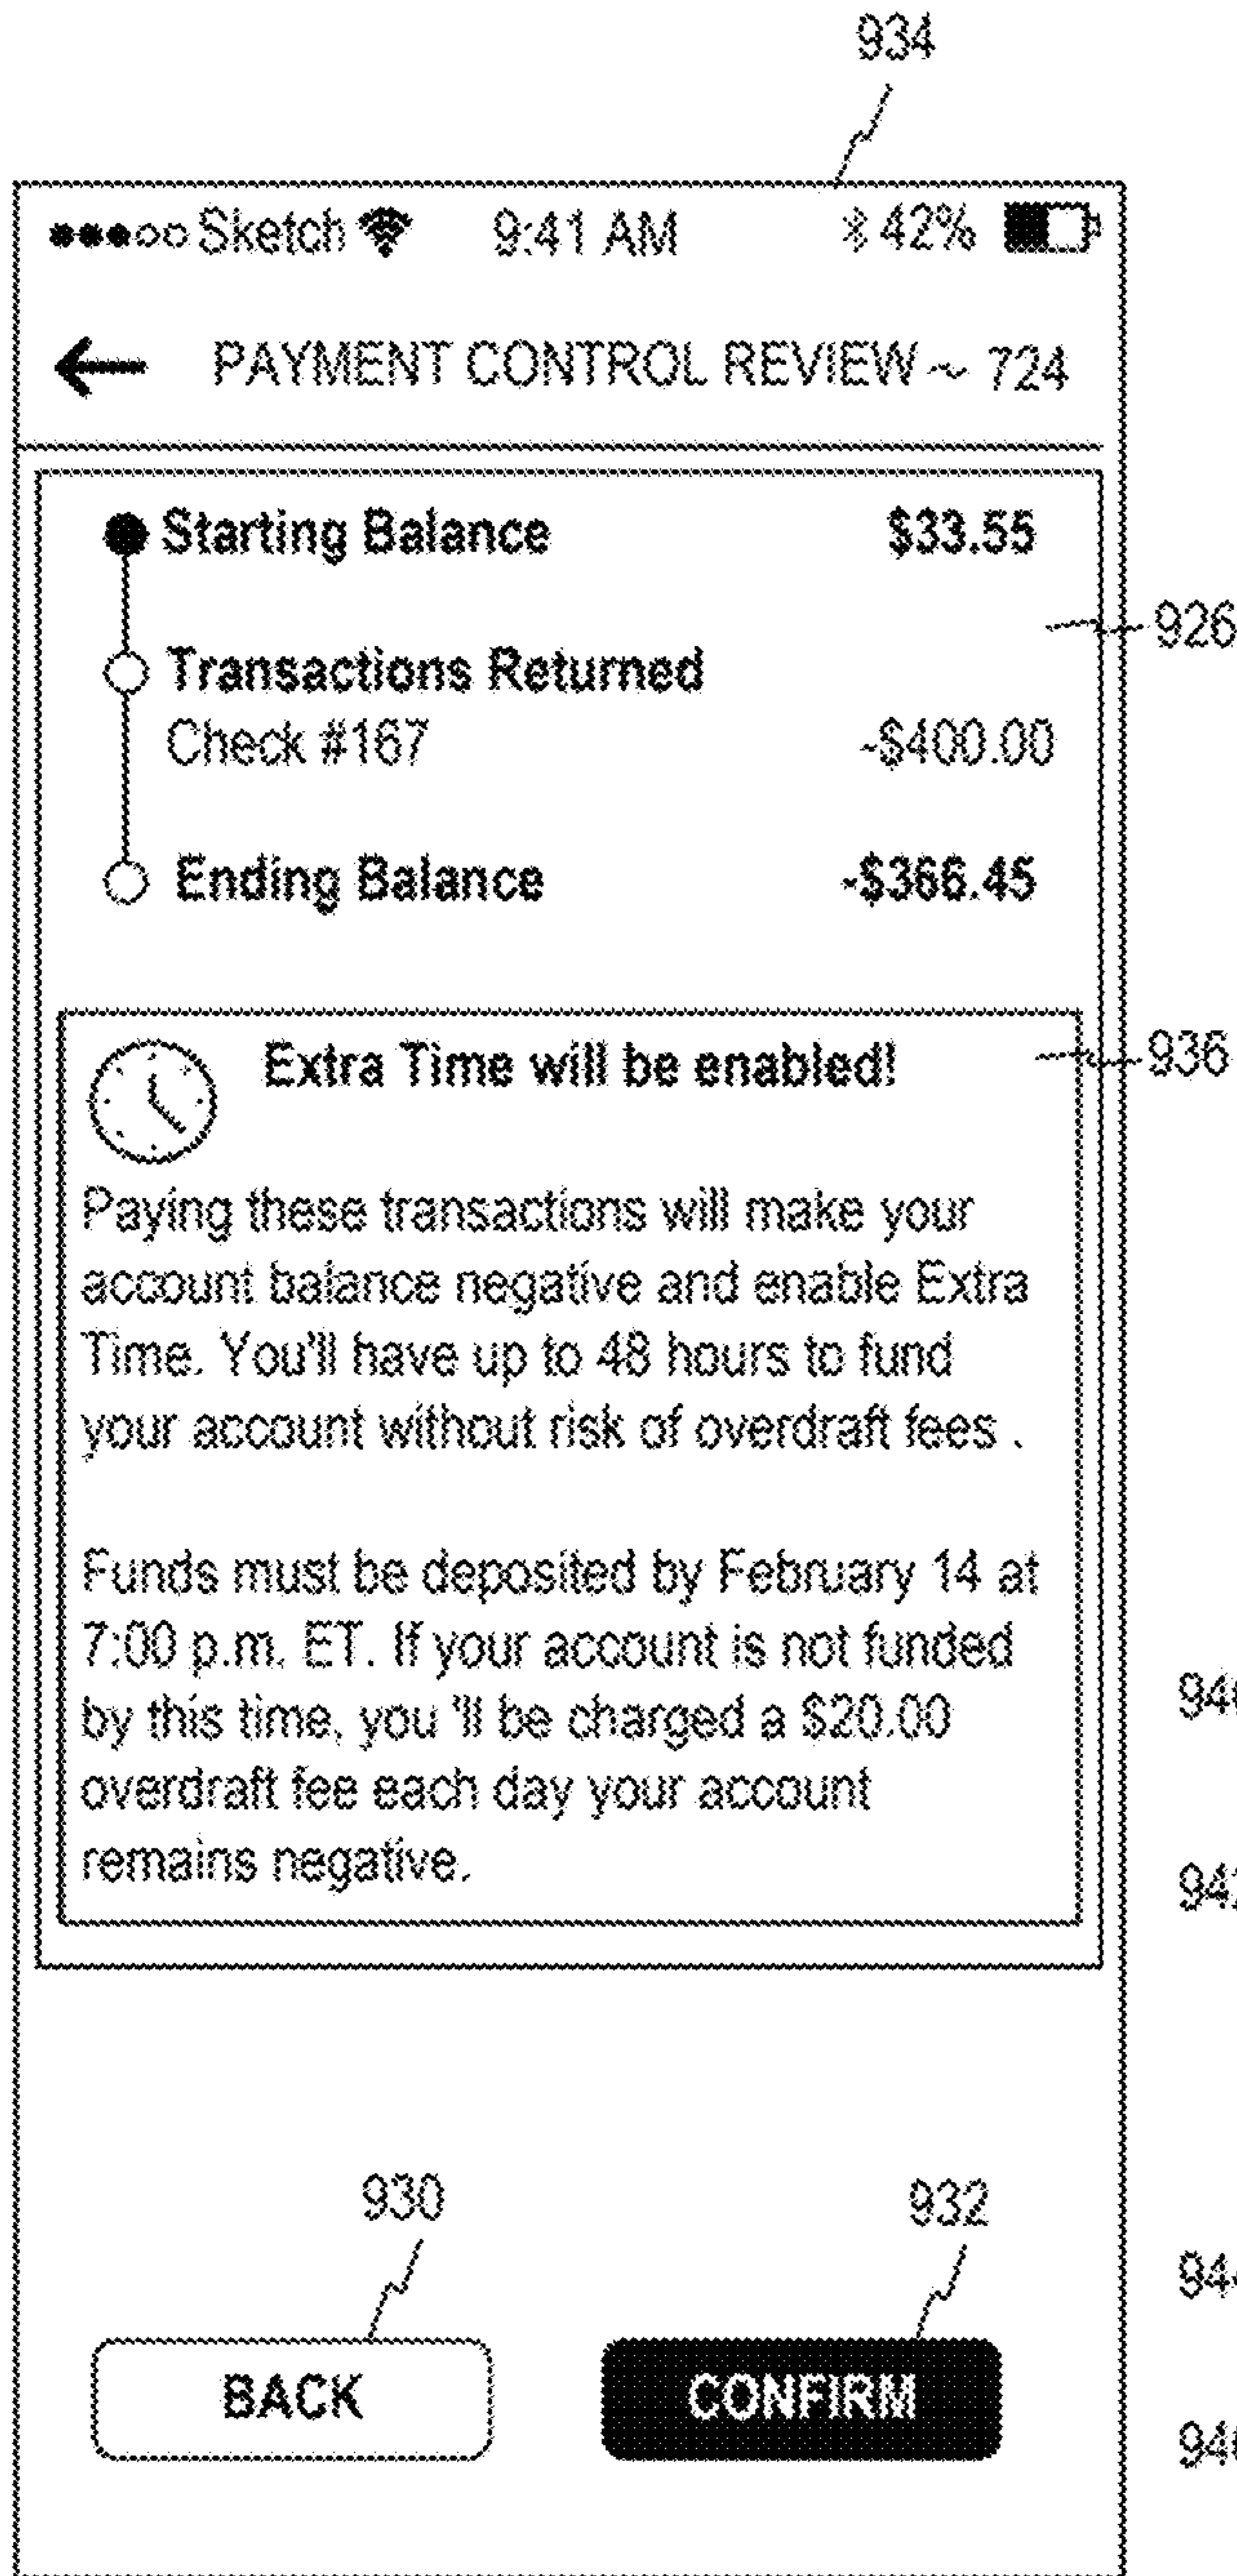 934
Sketch 9:41 AM 42%
PAYMENT CONTROL REVIEW ~ 724
Starting Balance $33.55
926
Transactions Returned
Check #167 -$400.00
Ending Balance -$366.45
Extra Time will be enabled!
936
Paying these transactions will make your
account balance negative and enable Extra
Time. You'll have up to 48 hours to fund
your account without risk of overdraft fees .
Funds must be deposited by February 14 at
7:00 p.m. ET. If your account is not funded
by this time, you 'll be charged a $20.00
overdraft fee each day your account
remains negative.
930 932
BACK CONFIRM